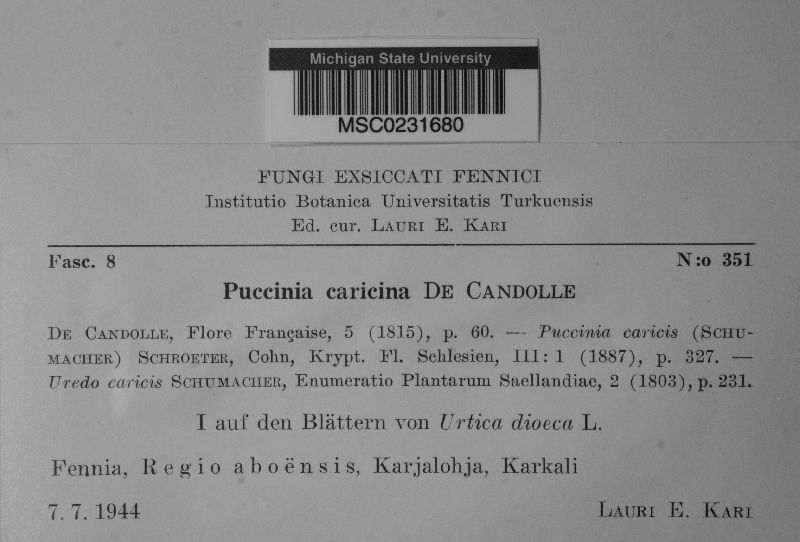 Michigan State University
MSC0231680
FUNGI EXSICCATI FENNICI
Institutio Botanica Universitatis Turkuensis
Ed. cur. LAURI E. KARI
Fasc. 8 N:o 351
Puccinia caricina DE CANDOLLE
DE CANDOLLE, Flore Française, 5 (1815), p. 60. — Puccinia caricis (SCHU-
MACHER) SCHROETER, Cohn, Krypt. Fl. Schlesien, III: 1 (1887), p. 327. —
Uredo caricis SCHUMACHER, Enumeratio Plantarum Saellandiae, 2 (1803), p. 231.
I auf den Blättern von Urtica dioeca L.
Fennia, Regio aboënsis, Karjalohja, Karkali
7. 7. 1944 LAURI E. KARI